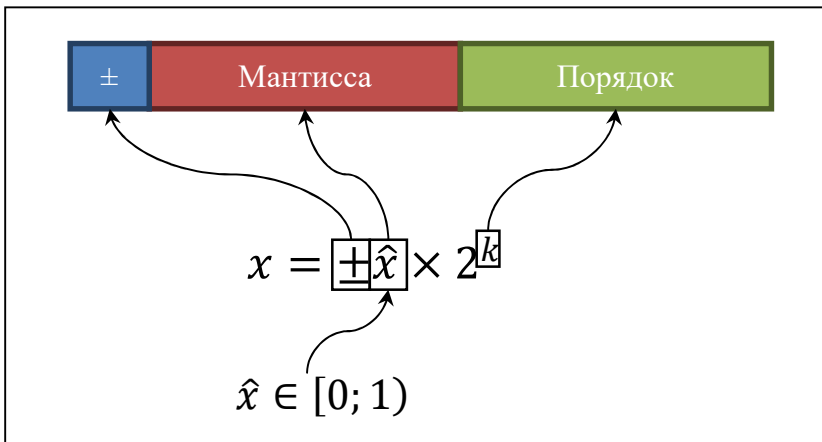 ± Мантисса Порядок
x = ±x̂ × 2^k
x̂ ∈ [0; 1)